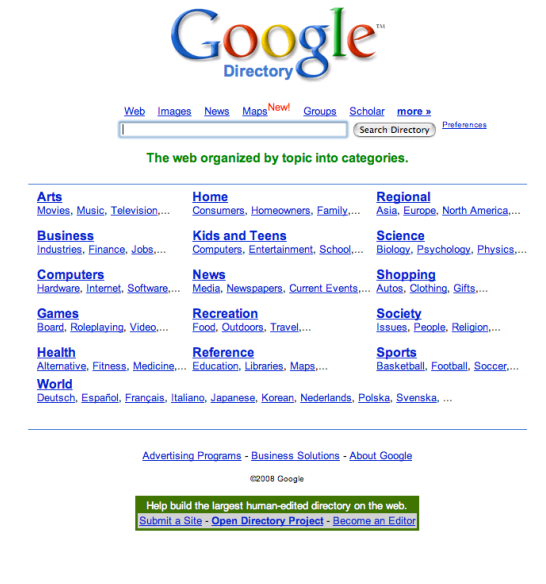 Google™
Directory
Web Images News Maps New! Groups Scholar more »
Search Directory Preferences
The web organized by topic into categories.
Arts
Movies, Music, Television,...
Home
Consumers, Homeowners, Family,...
Regional
Asia, Europe, North America,...
Business
Industries, Finance, Jobs,...
Kids and Teens
Computers, Entertainment, School,...
Science
Biology, Psychology, Physics,...
Computers
Hardware, Internet, Software,...
News
Media, Newspapers, Current Events,...
Shopping
Autos, Clothing, Gifts,...
Games
Board, Roleplaying, Video,...
Recreation
Food, Outdoors, Travel,...
Society
Issues, People, Religion,...
Health
Alternative, Fitness, Medicine,...
Reference
Education, Libraries, Maps,...
Sports
Basketball, Football, Soccer,...
World
Deutsch, Español, Français, Italiano, Japanese, Korean, Nederlands, Polska, Svenska, ...
Advertising Programs - Business Solutions - About Google
©2008 Google
Help build the largest human-edited directory on the web.
Submit a Site - Open Directory Project - Become an Editor